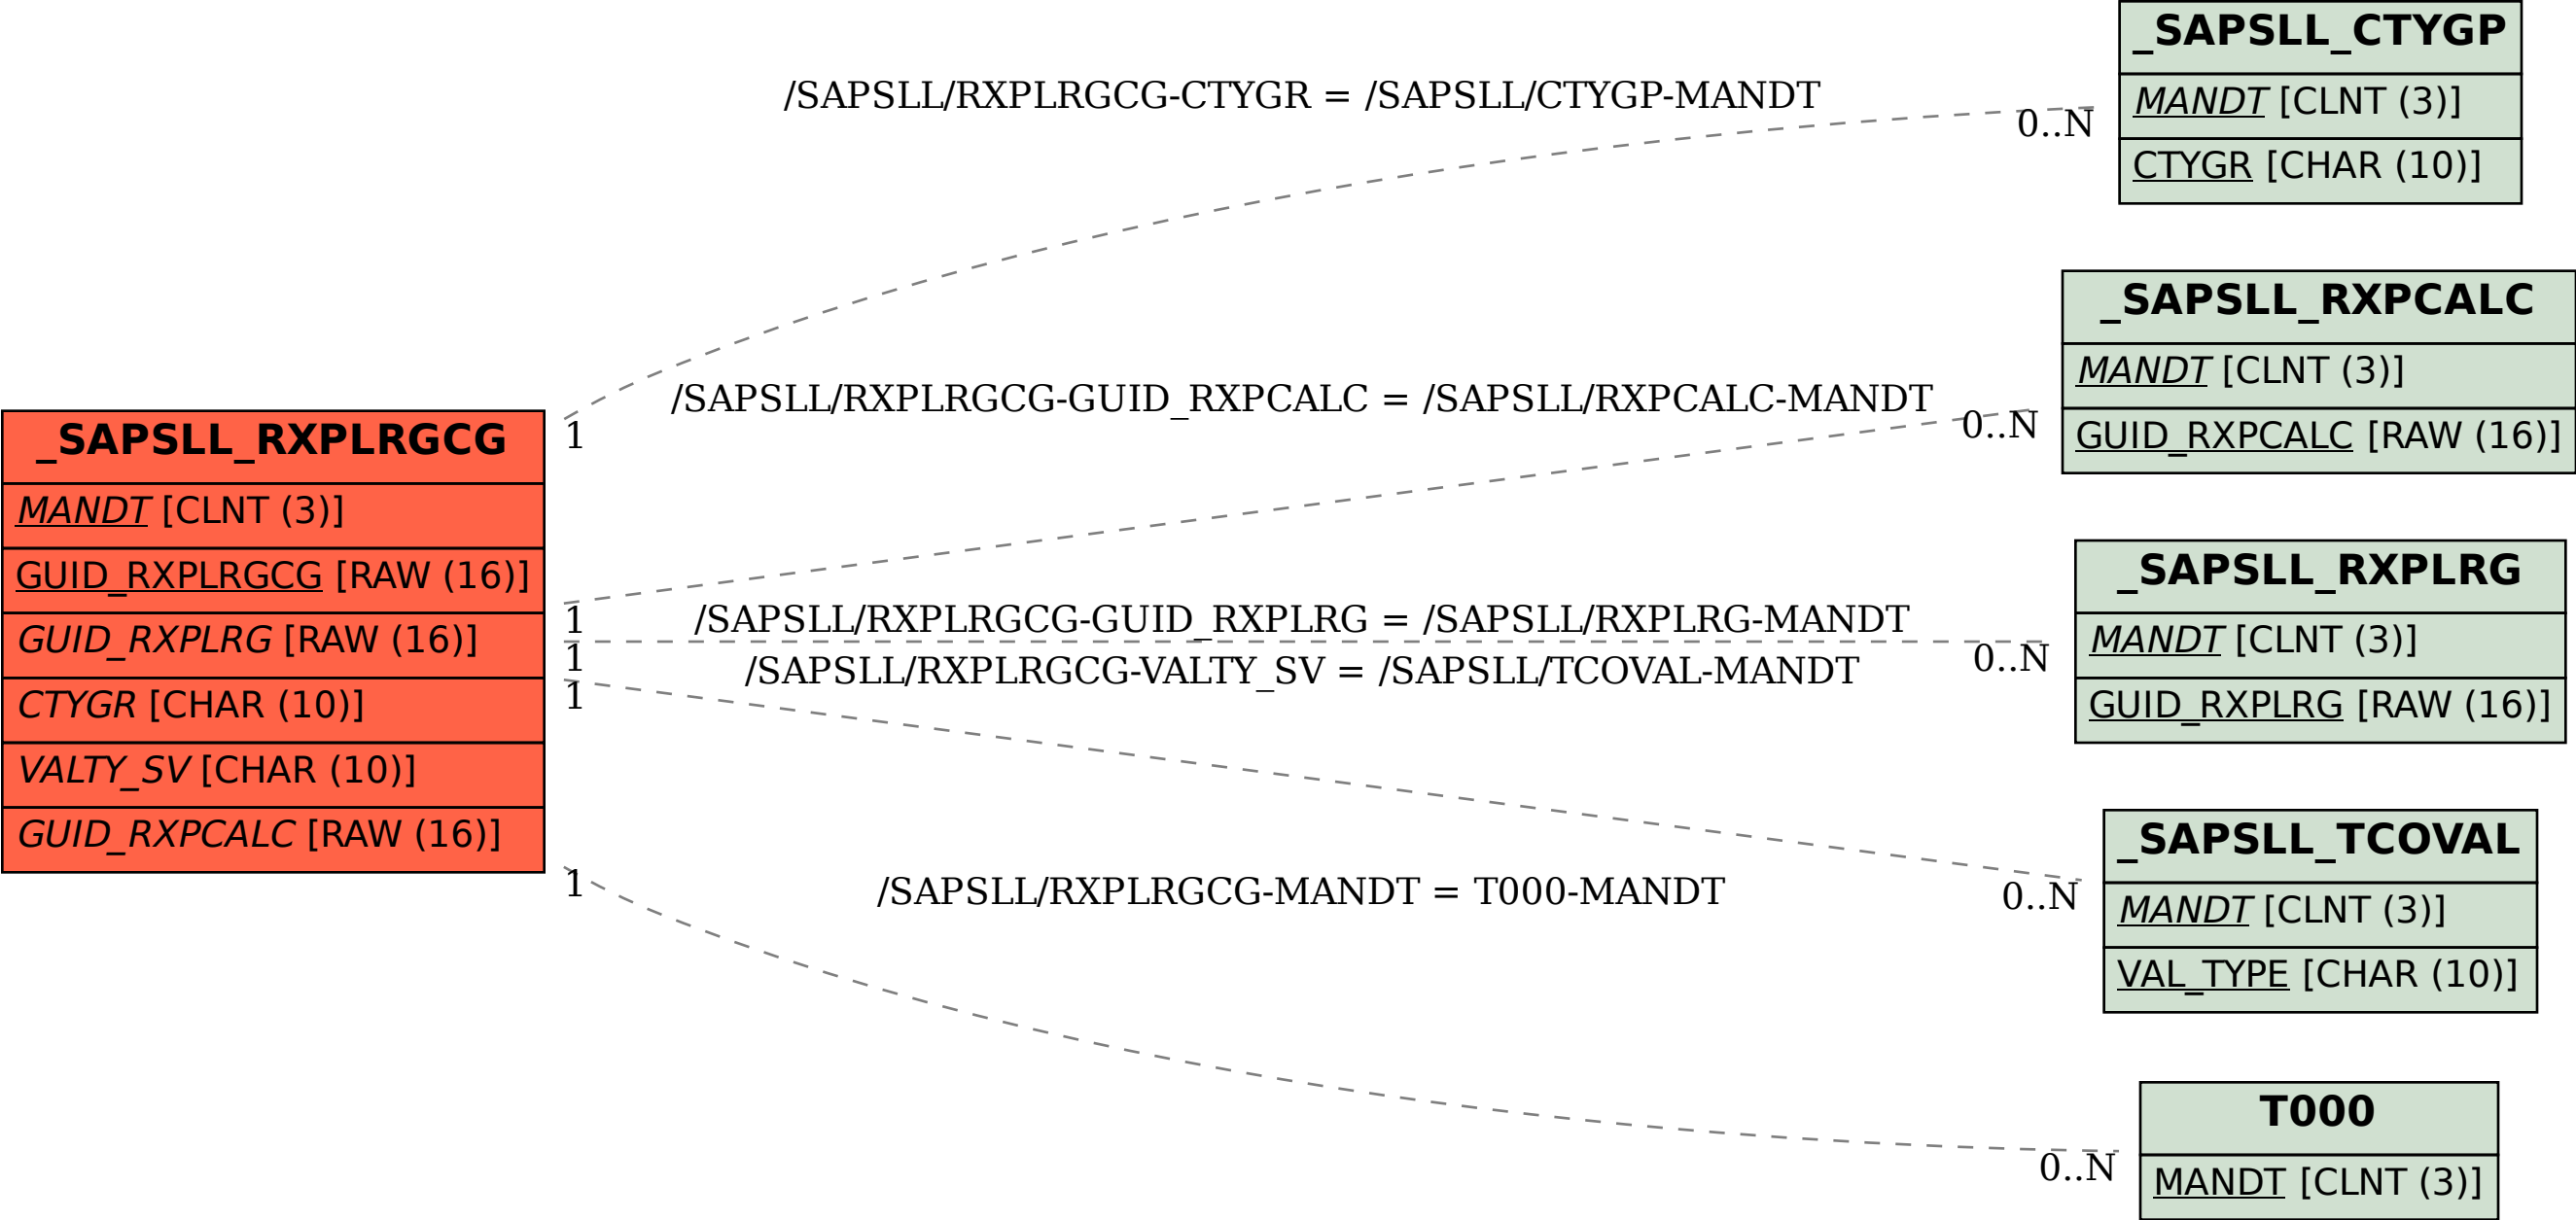 _SAPSLL_RXPLRGCG
MANDT [CLNT (3)]
GUID_RXPLRGCG [RAW (16)]
GUID_RXPLRG [RAW (16)]
CTYGR [CHAR (10)]
VALTY_SV [CHAR (10)]
GUID_RXPCALC [RAW (16)]
/SAPSLL/RXPLRGCG-CTYGR = /SAPSLL/CTYGP-MANDT
1
0..N
/SAPSLL/RXPLRGCG-GUID_RXPCALC = /SAPSLL/RXPCALC-MANDT
1
0..N
/SAPSLL/RXPLRGCG-GUID_RXPLRG = /SAPSLL/RXPLRG-MANDT
1
0..N
/SAPSLL/RXPLRGCG-VALTY_SV = /SAPSLL/TCOVAL-MANDT
1
0..N
/SAPSLL/RXPLRGCG-MANDT = T000-MANDT
1
0..N
_SAPSLL_CTYGP
MANDT [CLNT (3)]
CTYGR [CHAR (10)]
_SAPSLL_RXPCALC
MANDT [CLNT (3)]
GUID_RXPCALC [RAW (16)]
_SAPSLL_RXPLRG
MANDT [CLNT (3)]
GUID_RXPLRG [RAW (16)]
_SAPSLL_TCOVAL
MANDT [CLNT (3)]
VAL_TYPE [CHAR (10)]
T000
MANDT [CLNT (3)]